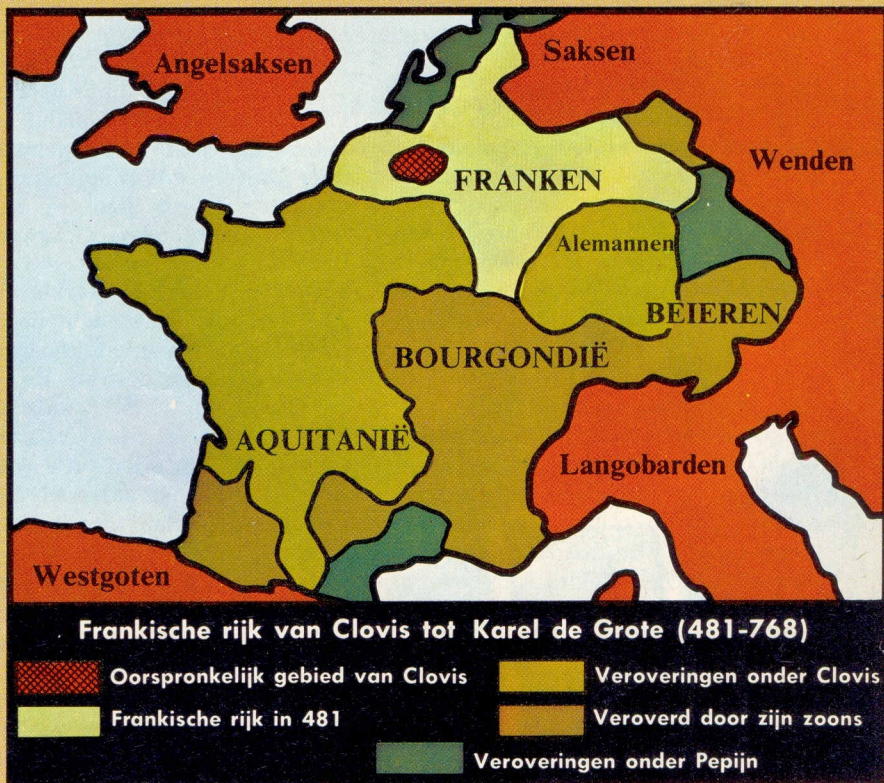 Angelsaksen
Saksen
Wenden
FRANKEN
Alemannen
BEIEREN
BOURGONDIË
AQUITANIË
Langobarden
Westgoten
Frankische rijk van Clovis tot Karel de Grote (481-768)
Oorspronkelijk gebied van Clovis
Veroveringen onder Clovis
Frankische rijk in 481
Veroverd door zijn zoons
Veroveringen onder Pepijn